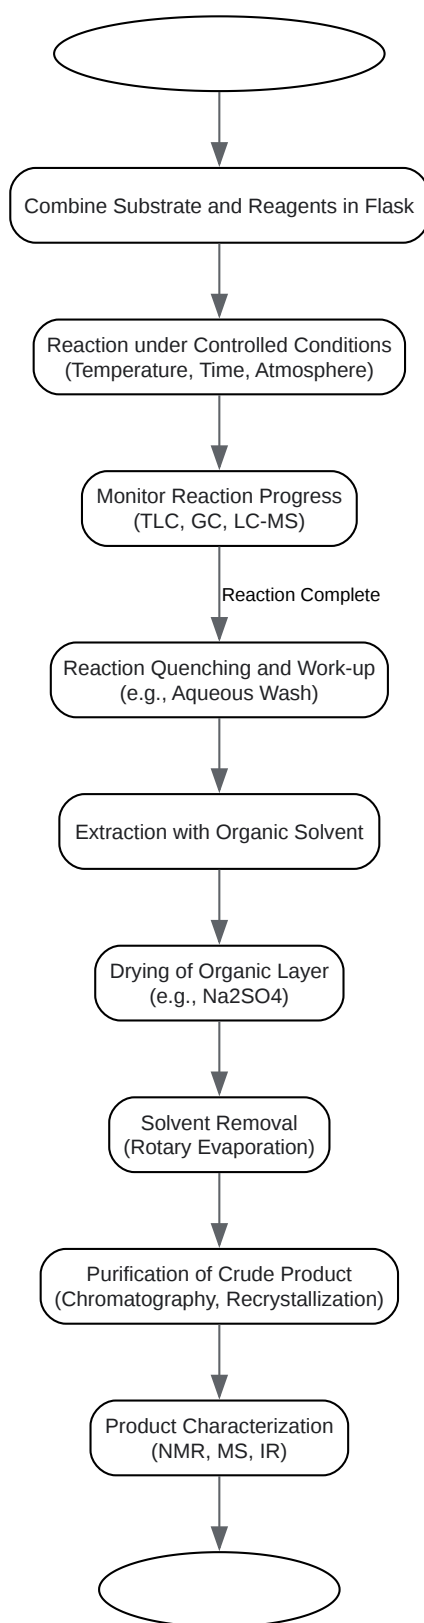 Combine Substrate and Reagents in Flask
Reaction under Controlled Conditions
(Temperature, Time, Atmosphere)
Monitor Reaction Progress
(TLC, GC, LC-MS)
Reaction Complete
Reaction Quenching and Work-up
(e.g., Aqueous Wash)
Extraction with Organic Solvent
Drying of Organic Layer
(e.g., Na2SO4)
Solvent Removal
(Rotary Evaporation)
Purification of Crude Product
(Chromatography, Recrystallization)
Product Characterization
(NMR, MS, IR)